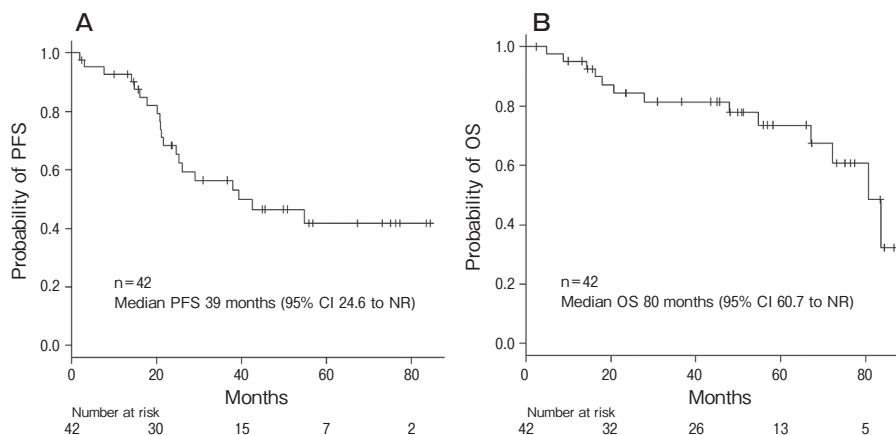 A
1.0
0.8
0.6
0.4
0.2
0.0
Probability of PFS
n=42
Median PFS 39 months (95% CI 24.6 to NR)
0 20 40 60 80
Months
Number at risk
42 30 15 7 2
B
1.0
0.8
0.6
0.4
0.2
0.0
Probability of OS
n=42
Median OS 80 months (95% CI 60.7 to NR)
0 20 40 60 80
Months
Number at risk
42 32 26 13 5